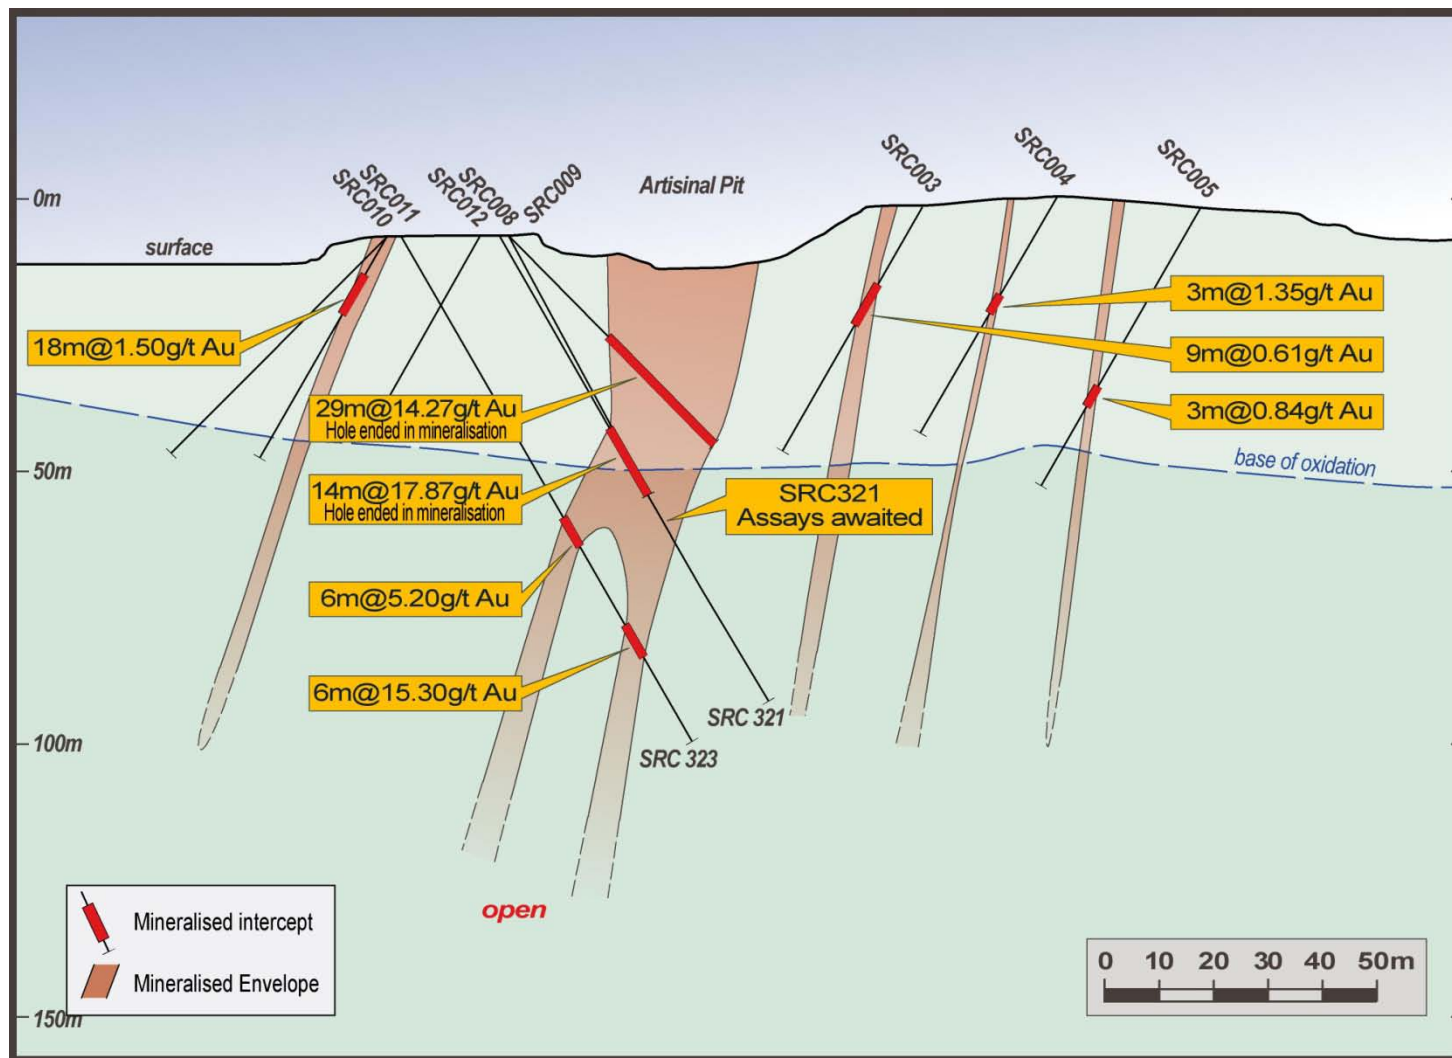 SRC010
SRC011
SRC012
SRC008
SRC009
Artisinal Pit
SRC003
SRC004
SRC005
0m
surface
18m@1.50g/t Au
3m@1.35g/t Au
9m@0.61g/t Au
3m@0.84g/t Au
29m@14.27g/t Au
Hole ended in mineralisation
50m
base of oxidation
14m@17.87g/t Au
Hole ended in mineralisation
SRC321
Assays awaited
6m@5.20g/t Au
6m@15.30g/t Au
SRC 321
SRC 323
100m
open
Mineralised intercept
Mineralised Envelope
0 10 20 30 40 50m
150m